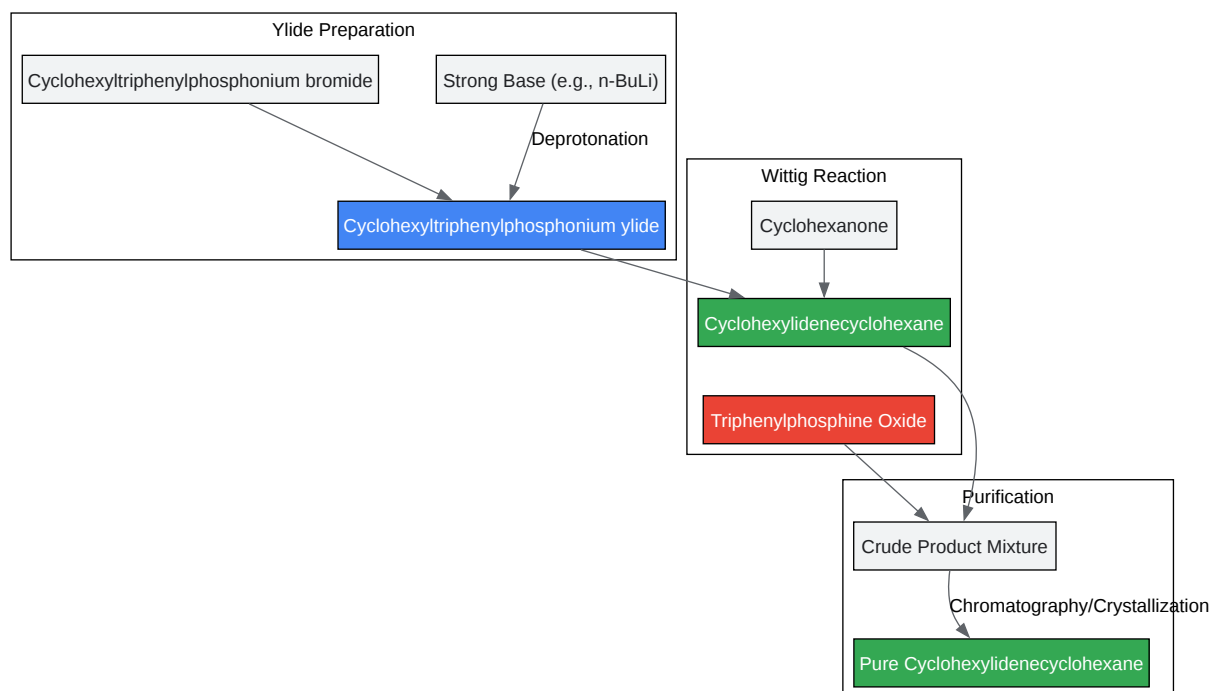 Ylide Preparation
Cyclohexyltriphenylphosphonium bromide
Strong Base (e.g., n-BuLi)
Deprotonation
Cyclohexyltriphenylphosphonium ylide
Wittig Reaction
Cyclohexanone
Cyclohexylidenecyclohexane
Triphenylphosphine Oxide
Purification
Crude Product Mixture
Chromatography/Crystallization
Pure Cyclohexylidenecyclohexane